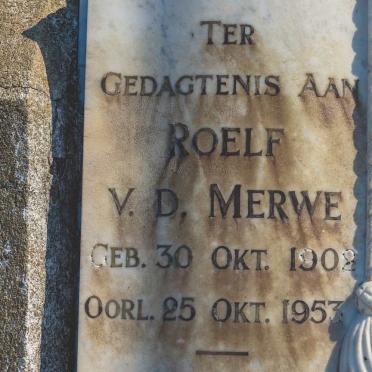 TER
GEDAGTENIS AAN
ROELF
V. D. MERWE
GEB. 30 OKT. 1902
OORL. 25 OKT. 1953